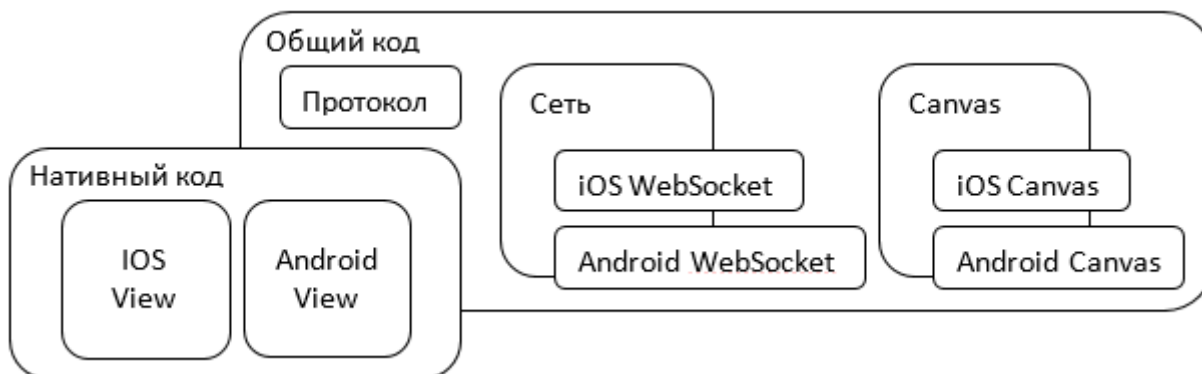 Общий код
Протокол
Сеть
Canvas
Нативный код
iOS WebSocket
iOS Canvas
IOS
View
Android
View
Android WebSocket
Android Canvas